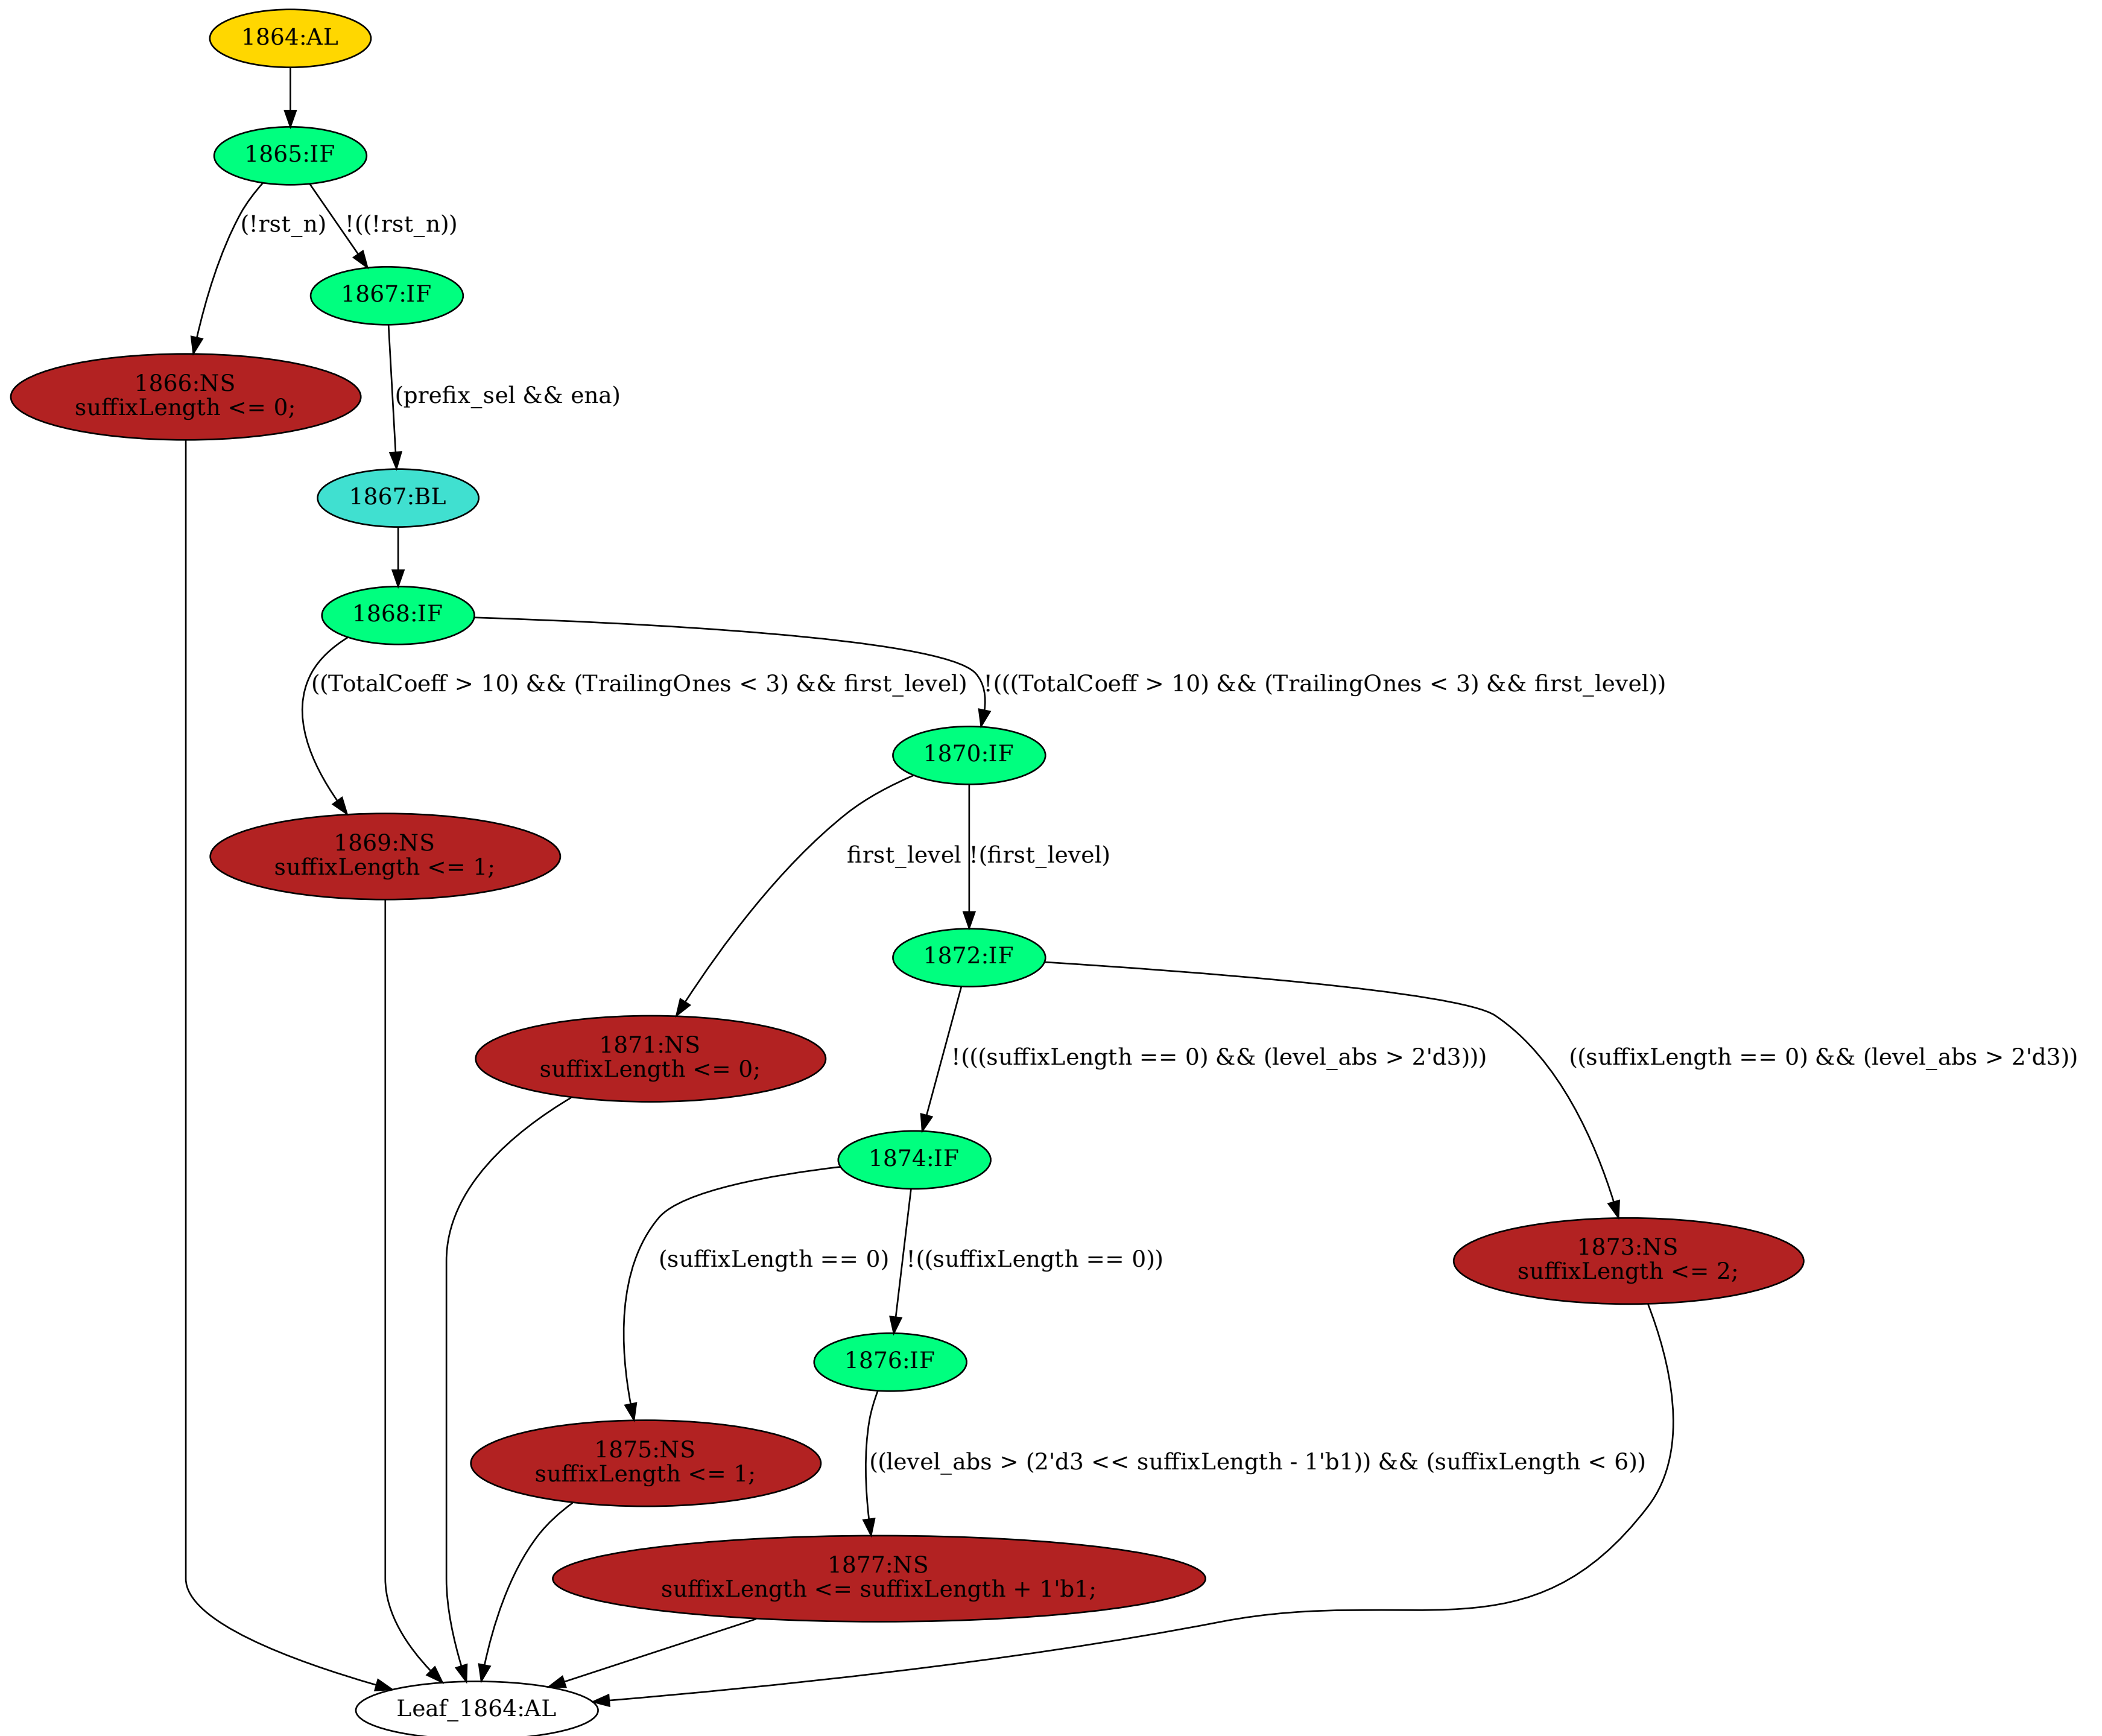 1864:AL
1865:IF
(!rst_n)
!((!rst_n))
1867:IF
1866:NS
suffixLength <= 0;
(prefix_sel && ena)
1867:BL
1868:IF
((TotalCoeff > 10) && (TrailingOnes < 3) && first_level)
!(((TotalCoeff > 10) && (TrailingOnes < 3) && first_level))
1870:IF
1869:NS
suffixLength <= 1;
first_level
!(first_level)
1872:IF
1871:NS
suffixLength <= 0;
!(((suffixLength == 0) && (level_abs > 2'd3)))
((suffixLength == 0) && (level_abs > 2'd3))
1874:IF
1873:NS
suffixLength <= 2;
(suffixLength == 0)
!((suffixLength == 0))
1876:IF
1875:NS
suffixLength <= 1;
((level_abs > (2'd3 << suffixLength - 1'b1)) && (suffixLength < 6))
1877:NS
suffixLength <= suffixLength + 1'b1;
Leaf_1864:AL